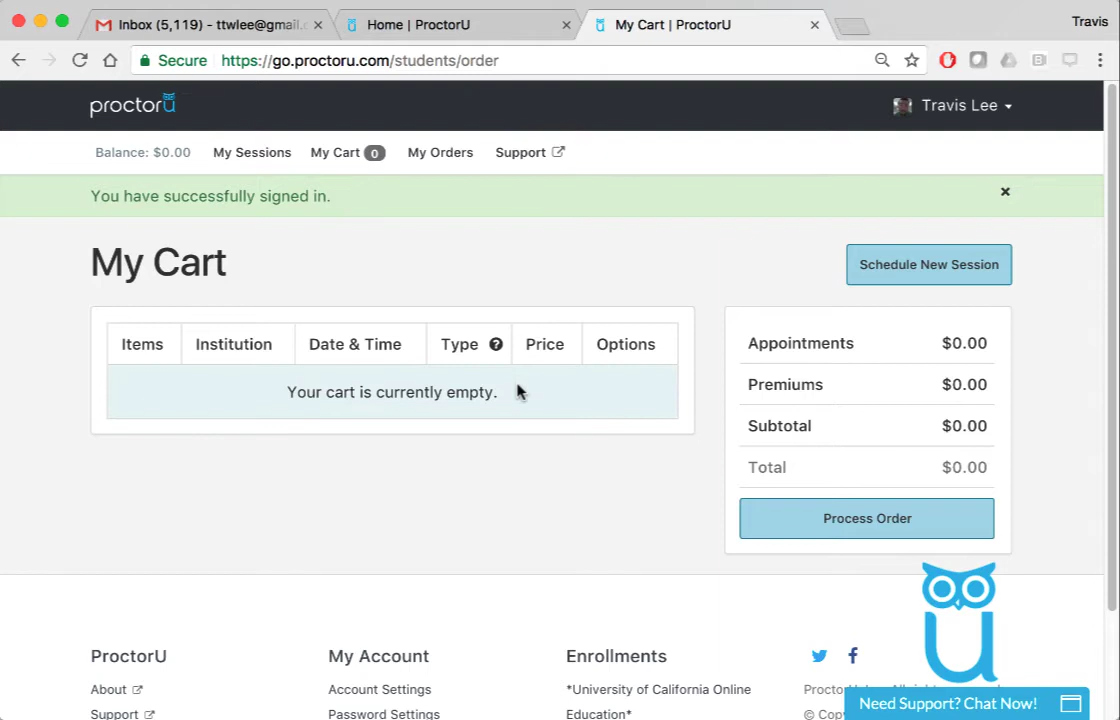 Inbox (5,119) - ttwlee@gmail.c
Home | ProctorU
My Cart | ProctorU
Travis
Secure https://go.proctoru.com/students/order
proctoru
Travis Lee
Balance: $0.00 My Sessions My Cart 0 My Orders Support
You have successfully signed in.
My Cart
Schedule New Session
Items Institution Date & Time Type Price Options
Your cart is currently empty.
Appointments $0.00
Premiums $0.00
Subtotal $0.00
Total $0.00
Process Order
ProctorU
About
Support
My Account
Account Settings
Password Settings
Enrollments
*University of California Online
Education*
Need Support? Chat Now!